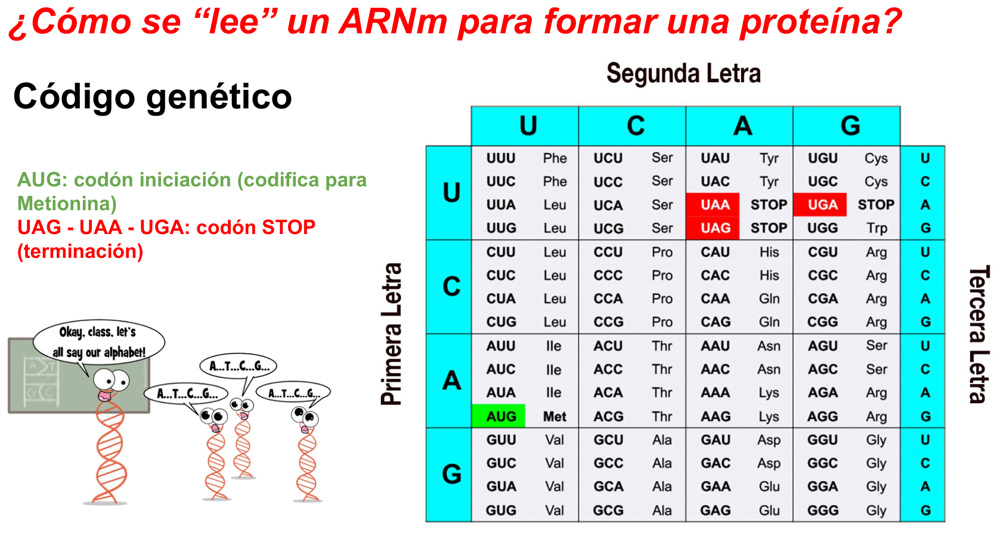 ¿Cómo se “lee” un ARNm para formar una proteína?
Código genético
AUG: codón iniciación (codifica para
Metionina)
UAG - UAA - UGA: codón STOP
(terminación)
Okay, class, let's
all say our alphabet!
A T
G C
A...T...C...G...
A...T...C...G...
A...T...C...G...
Segunda Letra
Primera Letra
Tercera Letra
U C A G
U
UUU Phe UCU Ser UAU Tyr UGU Cys U
UUC Phe UCC Ser UAC Tyr UGC Cys C
UUA Leu UCA Ser UAA STOP UGA STOP A
UUG Leu UCG Ser UAG STOP UGG Trp G
C
CUU Leu CCU Pro CAU His CGU Arg U
CUC Leu CCC Pro CAC His CGC Arg C
CUA Leu CCA Pro CAA Gln CGA Arg A
CUG Leu CCG Pro CAG Gln CGG Arg G
A
AUU Ile ACU Thr AAU Asn AGU Ser U
AUC Ile ACC Thr AAC Asn AGC Ser C
AUA Ile ACA Thr AAA Lys AGA Arg A
AUG Met ACG Thr AAG Lys AGG Arg G
G
GUU Val GCU Ala GAU Asp GGU Gly U
GUC Val GCC Ala GAC Asp GGC Gly C
GUA Val GCA Ala GAA Glu GGA Gly A
GUG Val GCG Ala GAG Glu GGG Gly G